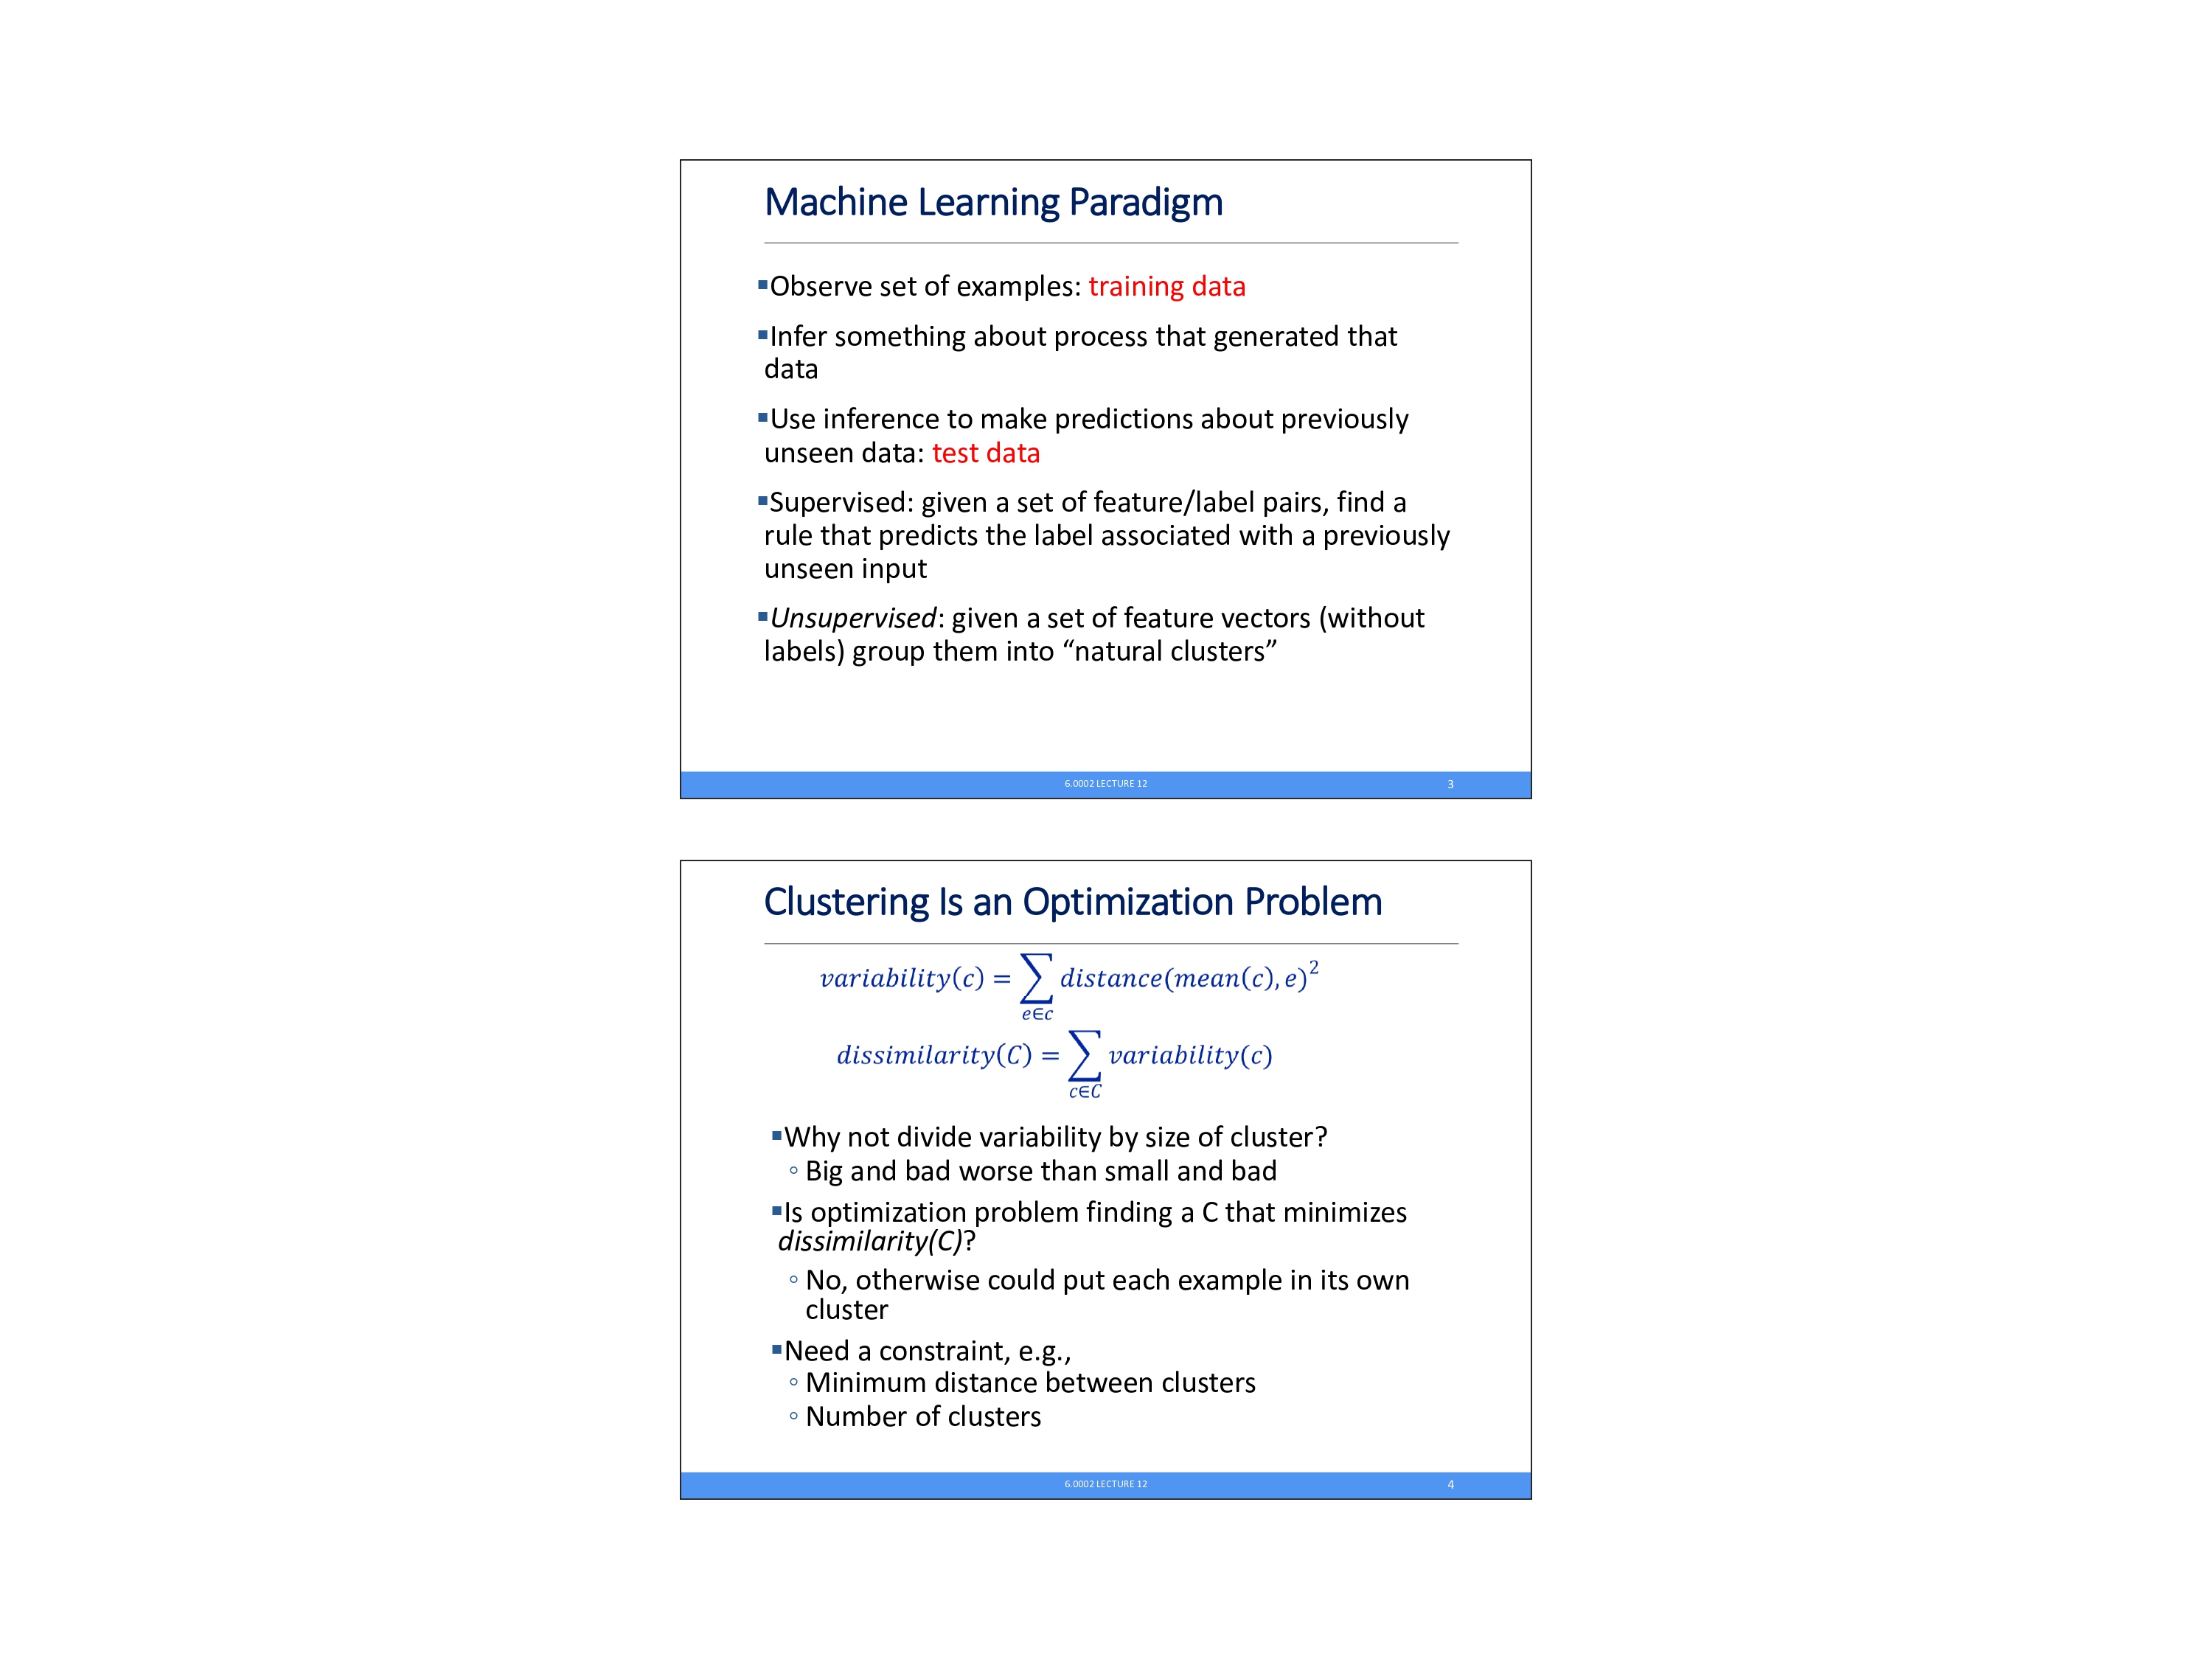 Machine Learning Paradigm
▪Observe set of examples: training data
▪Infer something about process that generated that
data
▪Use inference to make predictions about previously
unseen data: test data
▪Supervised: given a set of feature/label pairs, find a
rule that predicts the label associated with a previously
unseen input
▪Unsupervised: given a set of feature vectors (without
labels) group them into “natural clusters”
6.0002 LECTURE 12 3
Clustering Is an Optimization Problem
variability(c) = ∑ distance(mean(c), e)²
e∈c
dissimilarity(C) = ∑ variability(c)
c∈C
▪Why not divide variability by size of cluster?
◦ Big and bad worse than small and bad
▪Is optimization problem finding a C that minimizes
dissimilarity(C)?
◦ No, otherwise could put each example in its own
cluster
▪Need a constraint, e.g.,
◦ Minimum distance between clusters
◦ Number of clusters
6.0002 LECTURE 12 4